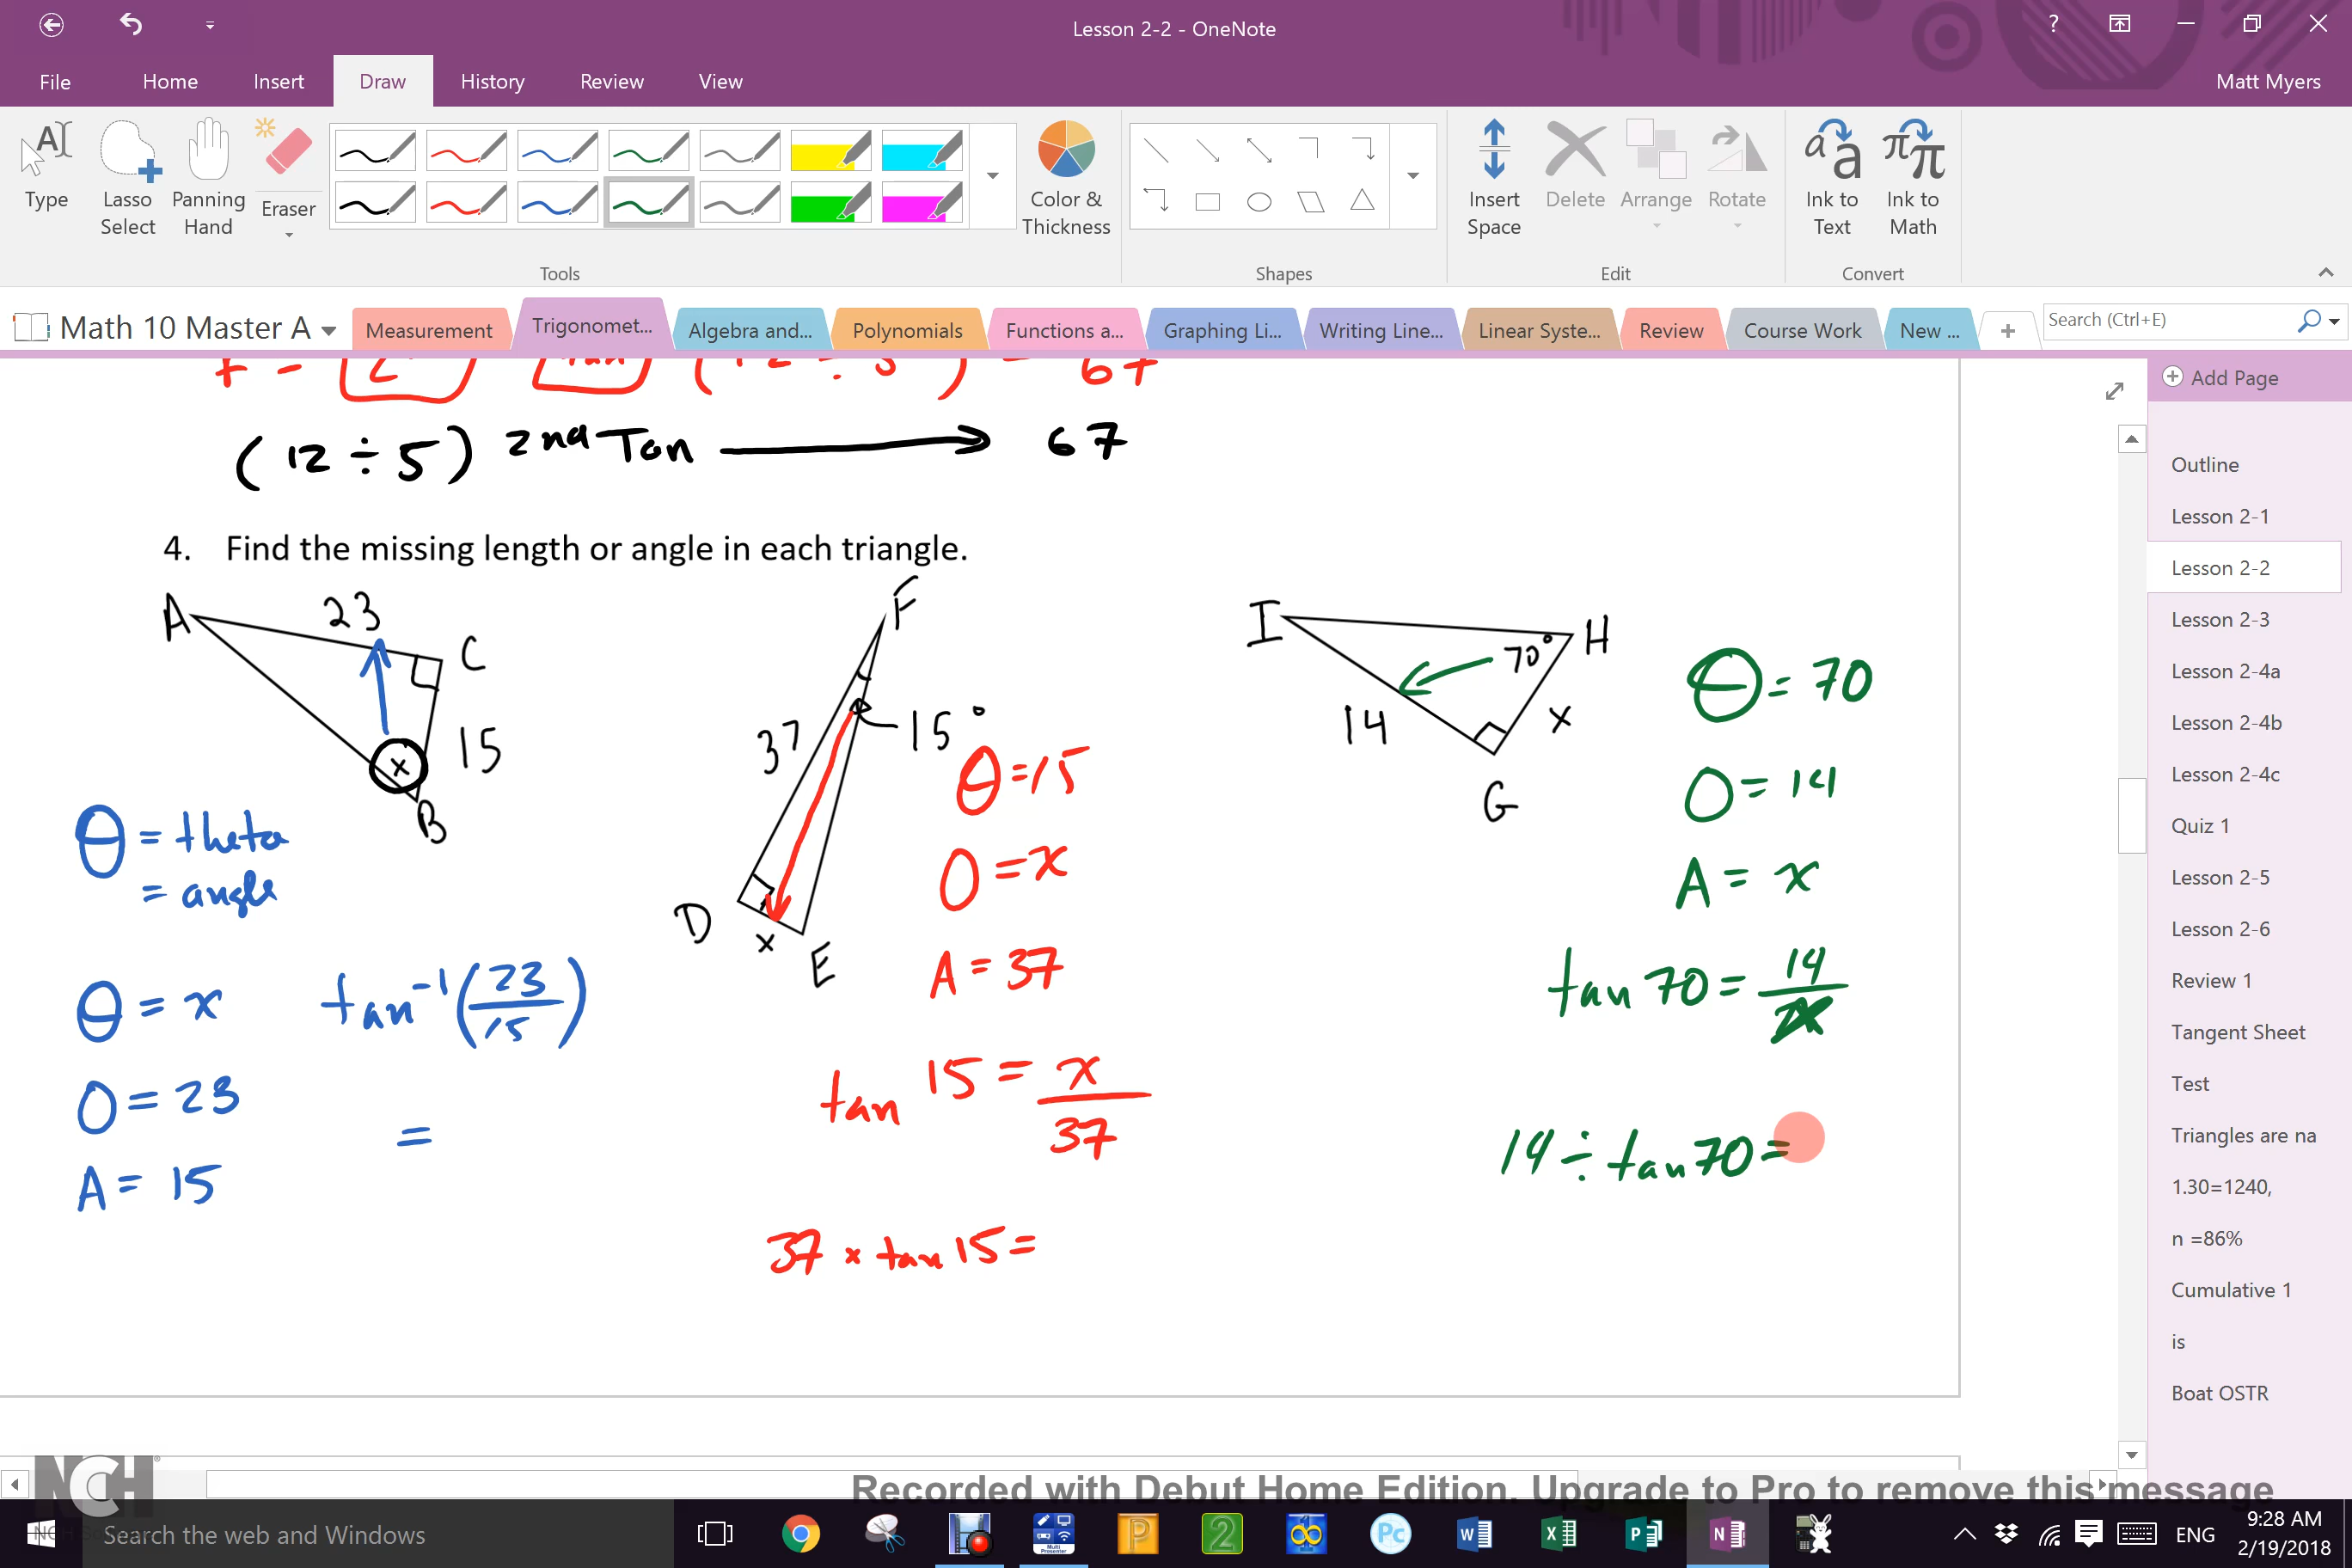 Lesson 2-2 - OneNote
?
File
Home
Insert
Draw
History
Review
View
Matt Myers
Type
Lasso Select
Panning Hand
Eraser
Color & Thickness
Insert Space
Delete
Arrange
Rotate
Ink to Text
Ink to Math
Tools
Shapes
Edit
Convert
Math 10 Master A
Measurement
Trigonomet...
Algebra and...
Polynomials
Functions a...
Graphing Li...
Writing Line...
Linear Syste...
Review
Course Work
New ...
+
Search (Ctrl+E)
Add Page
Outline
Lesson 2-1
Lesson 2-2
Lesson 2-3
Lesson 2-4a
Lesson 2-4b
Lesson 2-4c
Quiz 1
Lesson 2-5
Lesson 2-6
Review 1
Tangent Sheet
Test
Triangles are na
1.30=1240,
n =86%
Cumulative 1
is
Boat OSTR
67
(12 ÷ 5) 2nd Tan → 67
4. Find the missing length or angle in each triangle.
A
23
C
15
x
B
θ = theta
= angle
θ = x
O = 23
A = 15
tan⁻¹(23/15)
=
F
37
15°
D
x
E
θ = 15
O = x
A = 37
tan 15 = x/37
37 x tan 15 =
I
70°
H
14
x
G
θ = 70
O = 14
A = x
tan 70 = 14/x
14 ÷ tan 70 =
NCH
Recorded with Debut Home Edition. Upgrade to Pro to remove this message
Search the web and Windows
ENG
9:28 AM
2/19/2018